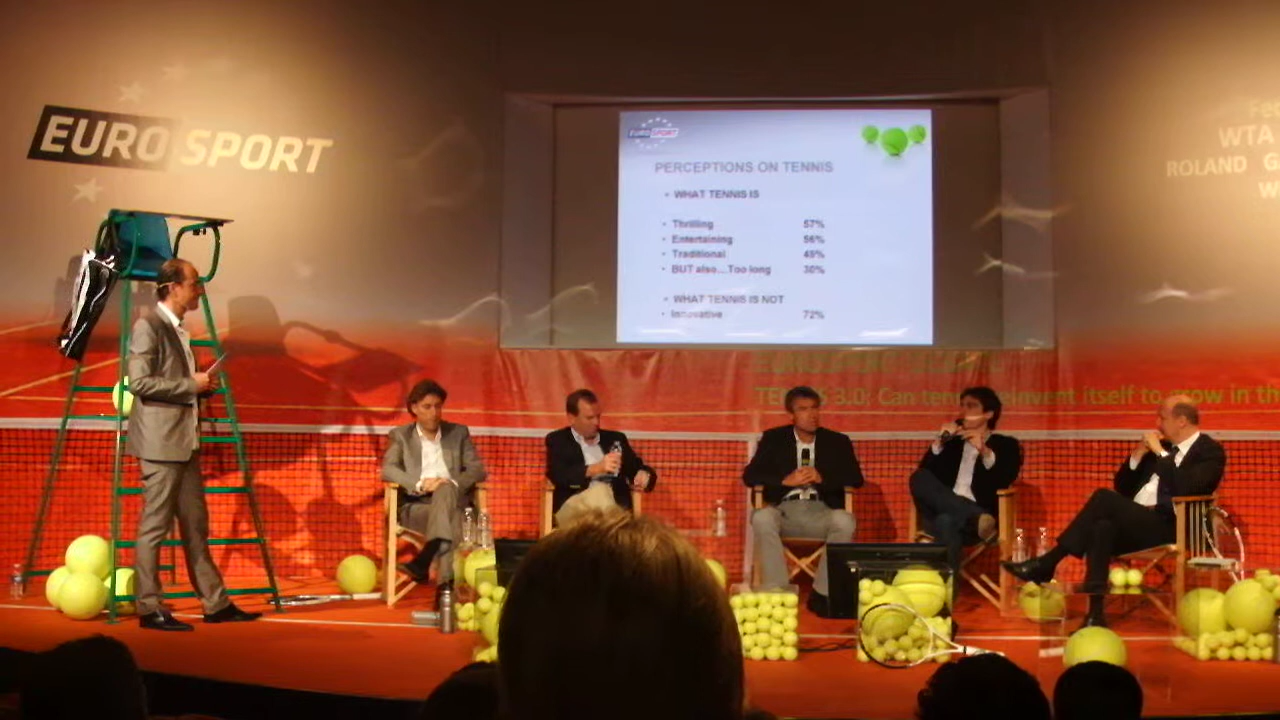 EUROSPORT
EUROSPORT
PERCEPTIONS ON TENNIS
• WHAT TENNIS IS
• Thrilling 57%
• Entertaining 56%
• Traditional 45%
• BUT also...Too long 30%
• WHAT TENNIS IS NOT
• Innovative 72%
WTA
ROLAND
TENNIS 3.0: Can tennis reinvent itself to grow in th